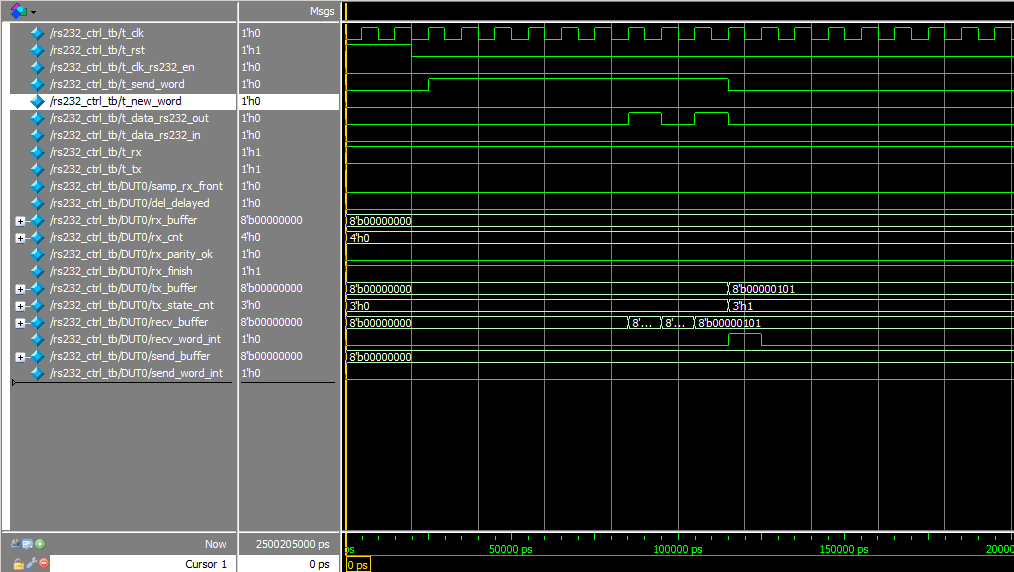 Msgs
/rs232_ctrl_tb/t_clk 1'h0
/rs232_ctrl_tb/t_rst 1'h1
/rs232_ctrl_tb/t_clk_rs232_en 1'h0
/rs232_ctrl_tb/t_send_word 1'h0
/rs232_ctrl_tb/t_new_word 1'h0
/rs232_ctrl_tb/t_data_rs232_out 1'h0
/rs232_ctrl_tb/t_data_rs232_in 1'h0
/rs232_ctrl_tb/t_rx 1'h1
/rs232_ctrl_tb/t_tx 1'h1
/rs232_ctrl_tb/DUT0/samp_rx_front 1'h0
/rs232_ctrl_tb/DUT0/del_delayed 1'h0
/rs232_ctrl_tb/DUT0/rx_buffer 8'b00000000 8'b00000000
/rs232_ctrl_tb/DUT0/rx_cnt 4'h0 4'h0
/rs232_ctrl_tb/DUT0/rx_parity_ok 1'h0
/rs232_ctrl_tb/DUT0/rx_finish 1'h1
/rs232_ctrl_tb/DUT0/tx_buffer 8'b00000000 8'b00000000 8'b00000101
/rs232_ctrl_tb/DUT0/tx_state_cnt 3'h0 3'h0 3'h1
/rs232_ctrl_tb/DUT0/recv_buffer 8'b00000000 8'b00000000 8'... 8'... 8'b00000101
/rs232_ctrl_tb/DUT0/recv_word_int 1'h0
/rs232_ctrl_tb/DUT0/send_buffer 8'b00000000 8'b00000000
/rs232_ctrl_tb/DUT0/send_word_int 1'h0
Now 2500205000 ps ps 50000 ps 100000 ps 150000 ps 20000
Cursor 1 0 ps 0 ps